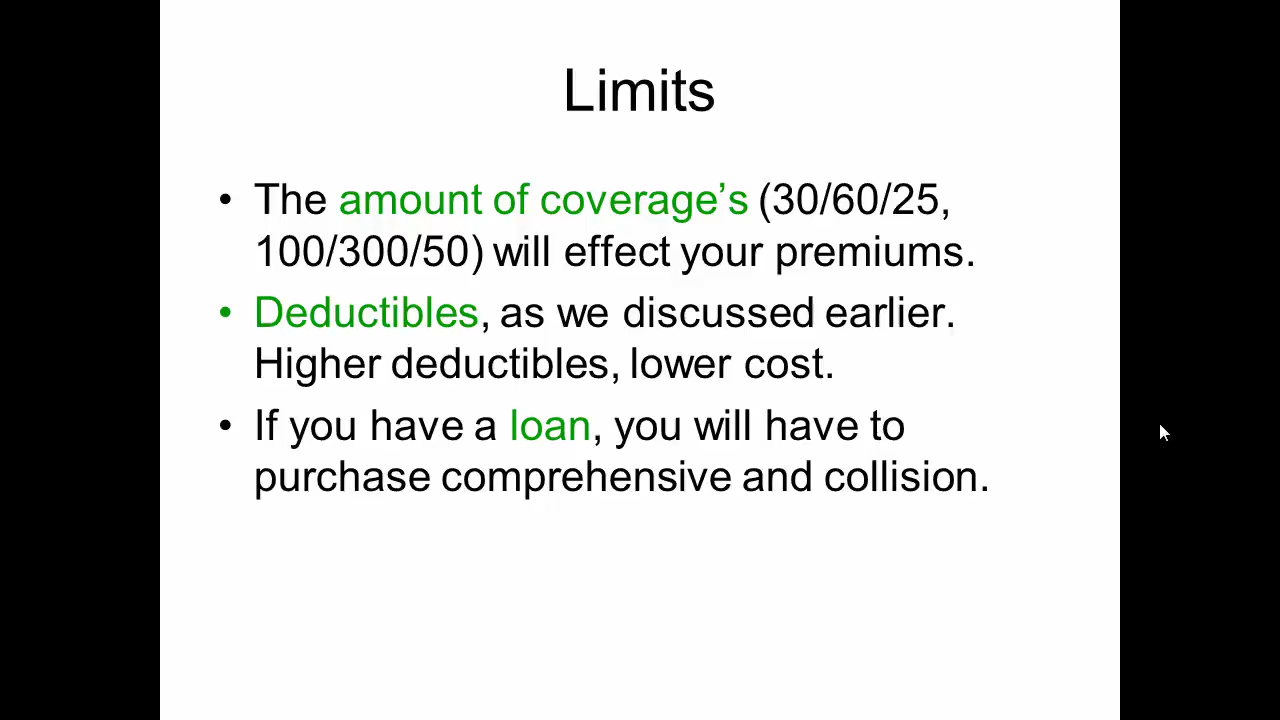 Limits
• The amount of coverage’s (30/60/25,
100/300/50) will effect your premiums.
• Deductibles, as we discussed earlier.
Higher deductibles, lower cost.
• If you have a loan, you will have to
purchase comprehensive and collision.